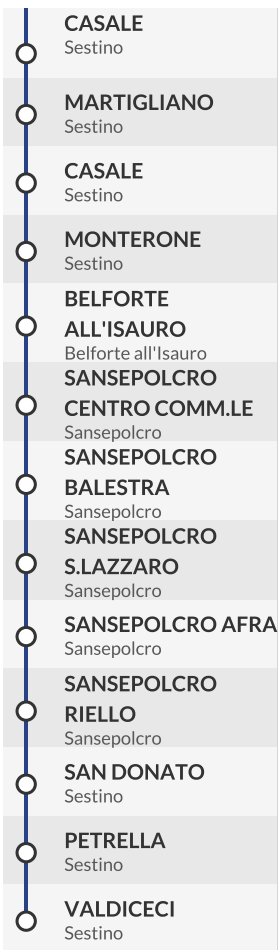 CASALE
Sestino
MARTIGLIANO
Sestino
CASALE
Sestino
MONTERONE
Sestino
BELFORTE
ALL'ISAURO
Belforte all'Isauro
SANSEPOLCRO
CENTRO COMM.LE
Sansepolcro
SANSEPOLCRO
BALESTRA
Sansepolcro
SANSEPOLCRO
S.LAZZARO
Sansepolcro
SANSEPOLCRO AFRA
Sansepolcro
SANSEPOLCRO
RIELLO
Sansepolcro
SAN DONATO
Sestino
PETRELLA
Sestino
VALDICECI
Sestino